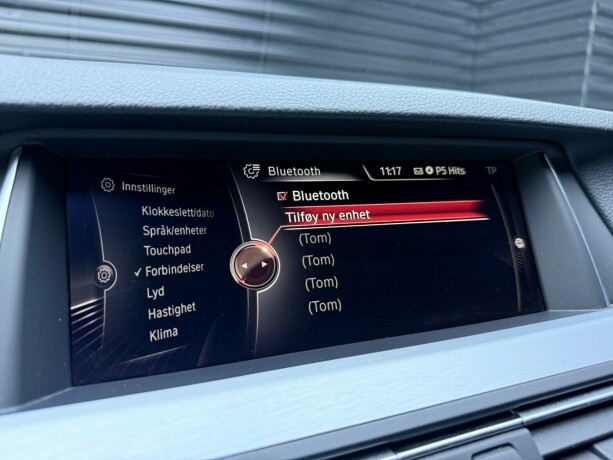 Innstillinger
Klokkeslett/dato
Språk/enheter
Touchpad
✓ Forbindelser
Lyd
Hastighet
Klima
Bluetooth
11:17 4 P5 Hits TP
Bluetooth
Tilføy ny enhet
(Tom)
(Tom)
(Tom)
(Tom)